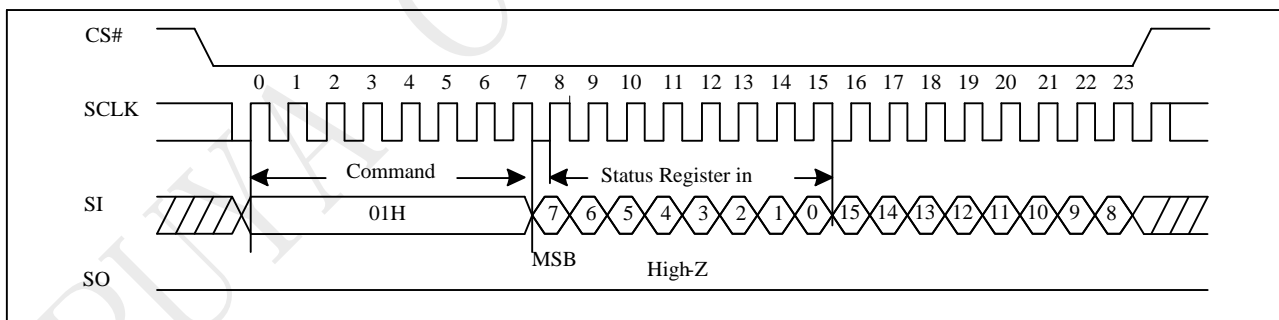 CS#
0 1 2 3 4 5 6 7 8 9 10 11 12 13 14 15 16 17 18 19 20 21 22 23
SCLK
Command Status Register in
SI 01H 7 6 5 4 3 2 1 0 15 14 13 12 11 10 9 8
MSB High-Z
SO
PUYA